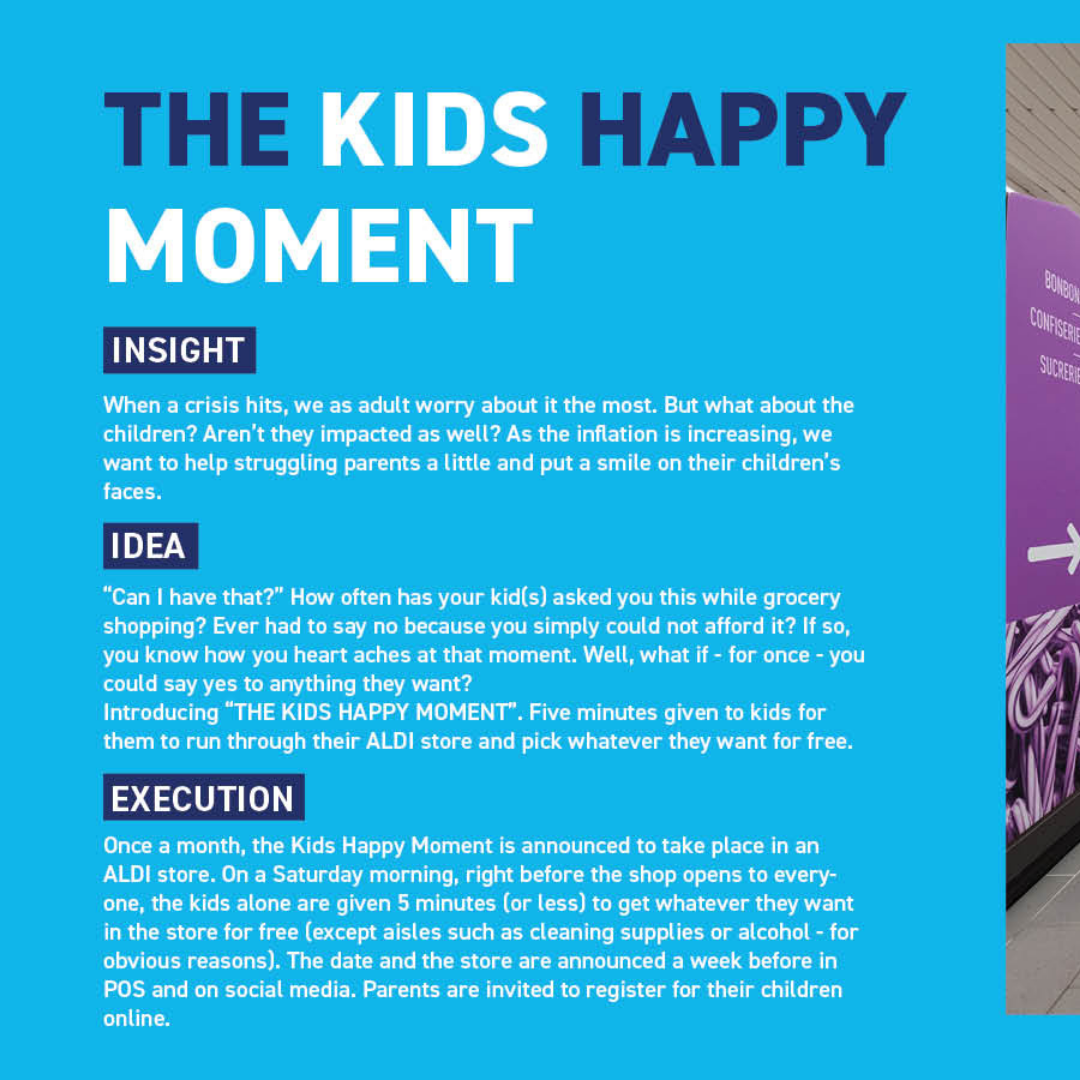 THE KIDS HAPPY
MOMENT
INSIGHT
When a crisis hits, we as adult worry about it the most. But what about the
children? Aren’t they impacted as well? As the inflation is increasing, we
want to help struggling parents a little and put a smile on their children’s
faces.
IDEA
“Can I have that?” How often has your kid(s) asked you this while grocery
shopping? Ever had to say no because you simply could not afford it? If so,
you know how you heart aches at that moment. Well, what if - for once - you
could say yes to anything they want?
Introducing “THE KIDS HAPPY MOMENT”. Five minutes given to kids for
them to run through their ALDI store and pick whatever they want for free.
EXECUTION
Once a month, the Kids Happy Moment is announced to take place in an
ALDI store. On a Saturday morning, right before the shop opens to every-
one, the kids alone are given 5 minutes (or less) to get whatever they want
in the store for free (except aisles such as cleaning supplies or alcohol - for
obvious reasons). The date and the store are announced a week before in
POS and on social media. Parents are invited to register for their children
online.
BONBON
CONFISERIE
SUCRERIE